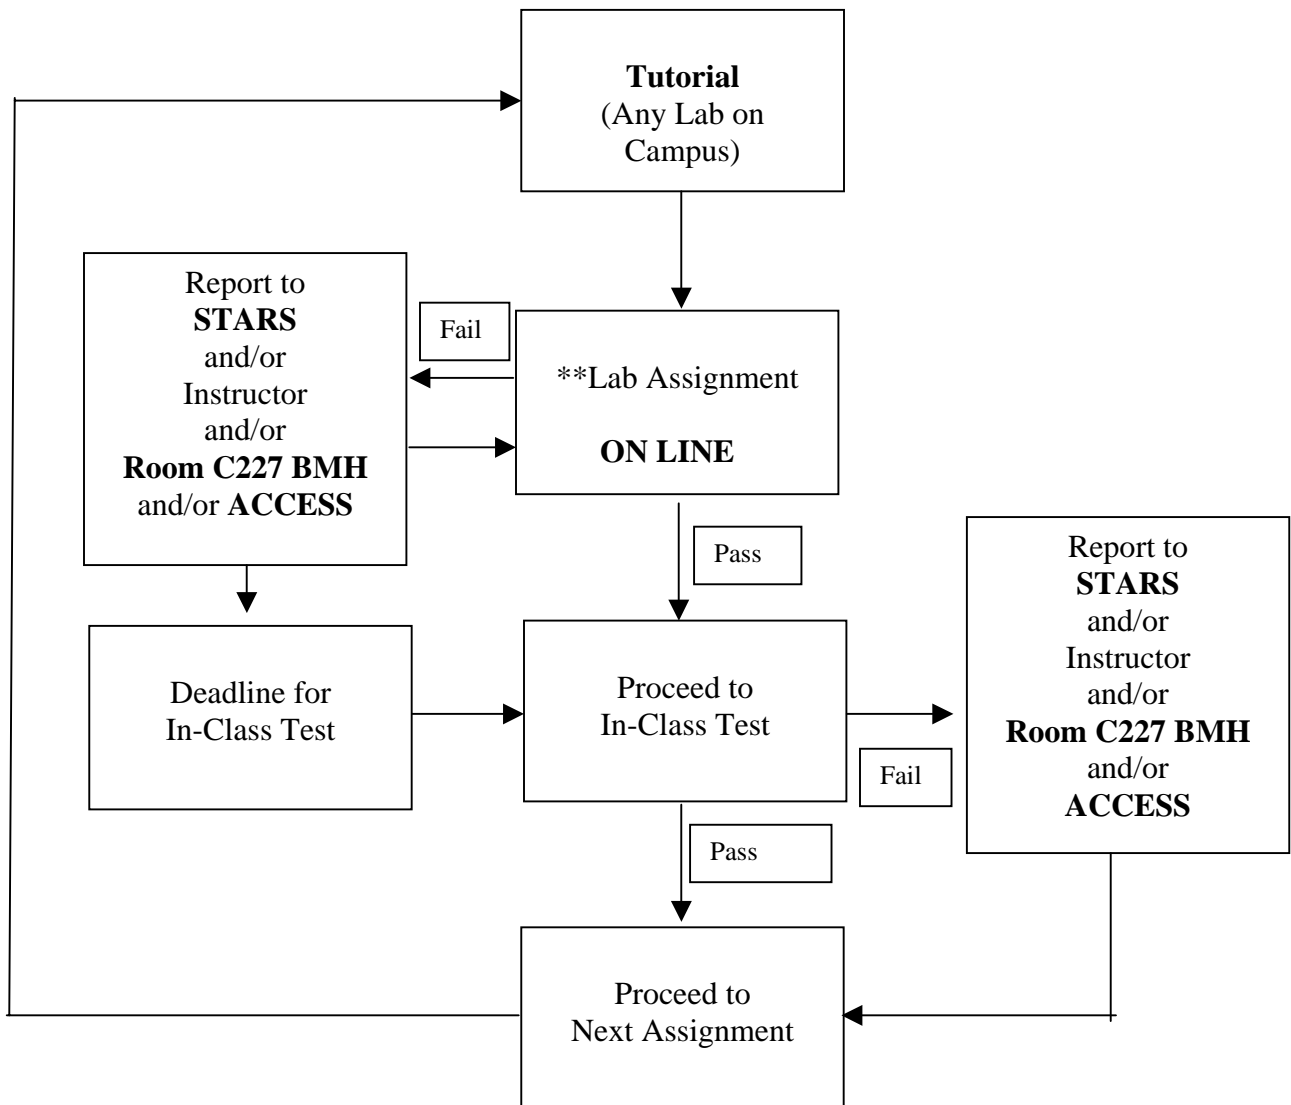 Tutorial
(Any Lab on
Campus)
Report to
STARS
and/or
Instructor
and/or
Room C227 BMH
and/or ACCESS
Fail
**Lab Assignment
ON LINE
Pass
Report to
STARS
and/or
Instructor
and/or
Room C227 BMH
and/or
ACCESS
Deadline for
In-Class Test
Proceed to
In-Class Test
Fail
Pass
Proceed to
Next Assignment